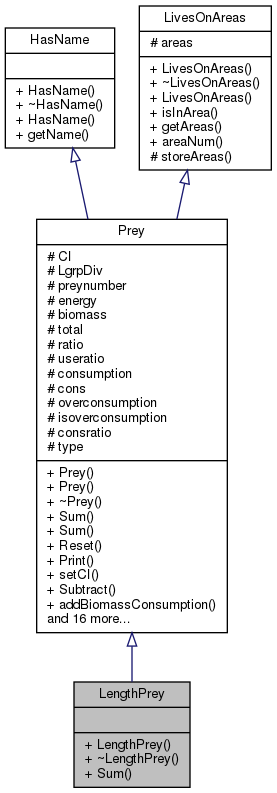 HasName
+ HasName()
+ ~HasName()
+ HasName()
+ getName()
LivesOnAreas
# areas
+ LivesOnAreas()
+ ~LivesOnAreas()
+ LivesOnAreas()
+ isInArea()
+ getAreas()
+ areaNum()
# storeAreas()
Prey
# CI
# LgrpDiv
# preynumber
# energy
# biomass
# total
# ratio
# useratio
# consumption
# cons
# overconsumption
# isoverconsumption
# consratio
# type
+ Prey()
+ Prey()
+ ~Prey()
+ Sum()
+ Sum()
+ Reset()
+ Print()
+ setCI()
+ Subtract()
+ addBiomassConsumption()
and 16 more...
LengthPrey
+ LengthPrey()
+ ~LengthPrey()
+ Sum()